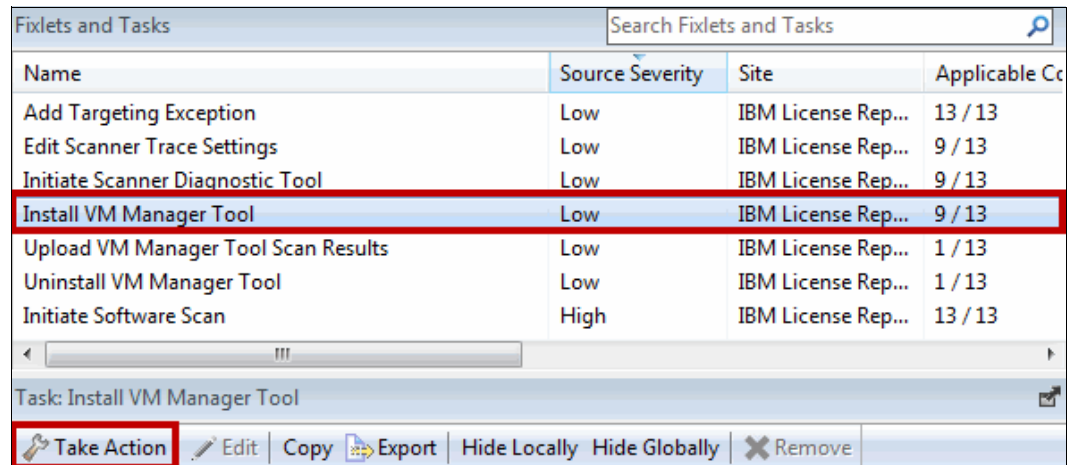 Fixlets and Tasks Search Fixlets and Tasks
Name Source Severity Site Applicable Cc
Add Targeting Exception Low IBM License Rep... 13 / 13
Edit Scanner Trace Settings Low IBM License Rep... 9 / 13
Initiate Scanner Diagnostic Tool Low IBM License Rep... 9 / 13
Install VM Manager Tool Low IBM License Rep... 9 / 13
Upload VM Manager Tool Scan Results Low IBM License Rep... 1 / 13
Uninstall VM Manager Tool Low IBM License Rep... 1 / 13
Initiate Software Scan High IBM License Rep... 13 / 13
Task: Install VM Manager Tool
Take Action Edit Copy Export Hide Locally Hide Globally Remove